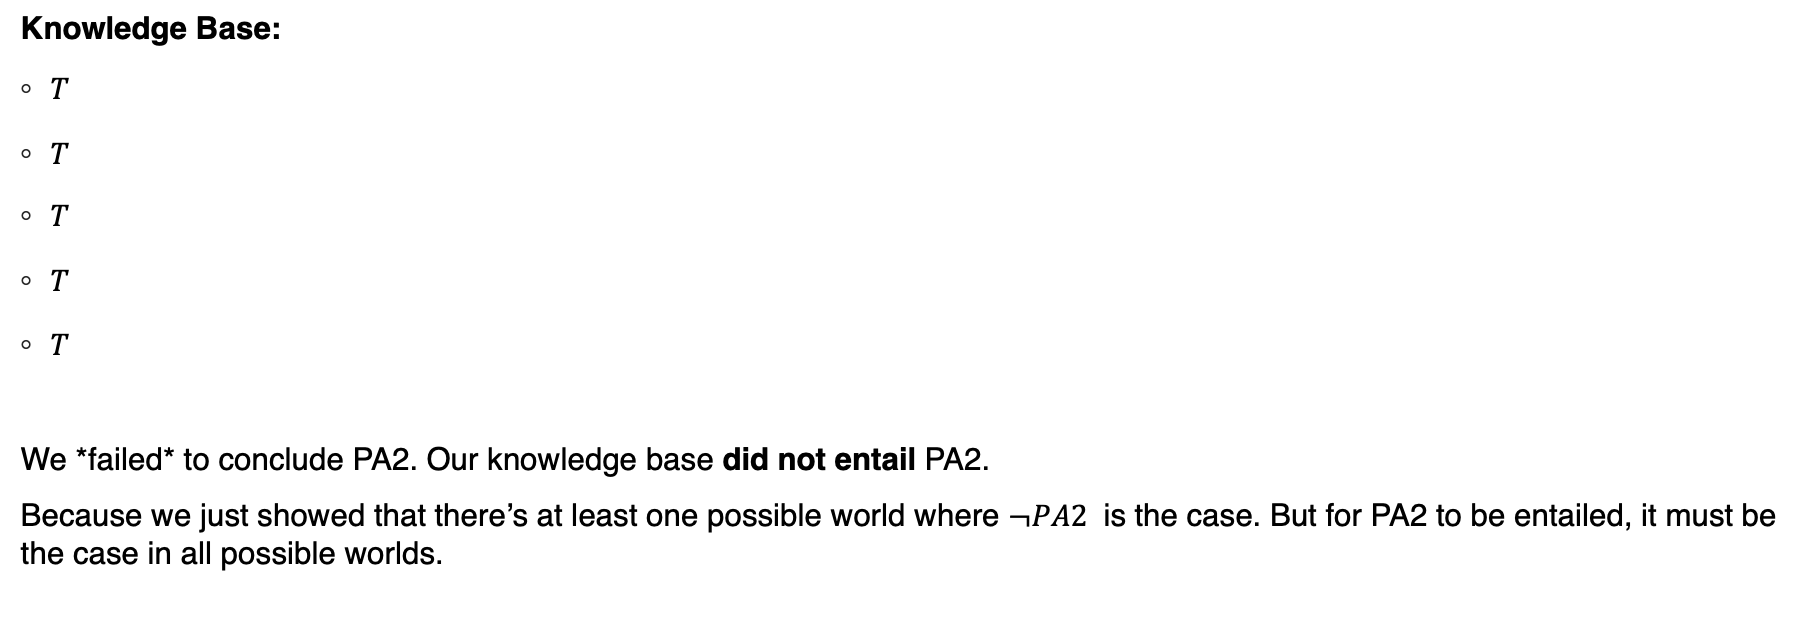 Knowledge Base:
∘ T
∘ T
∘ T
∘ T
∘ T
We *failed* to conclude PA2. Our knowledge base did not entail PA2.
Because we just showed that there’s at least one possible world where ¬PA2 is the case. But for PA2 to be entailed, it must be
the case in all possible worlds.